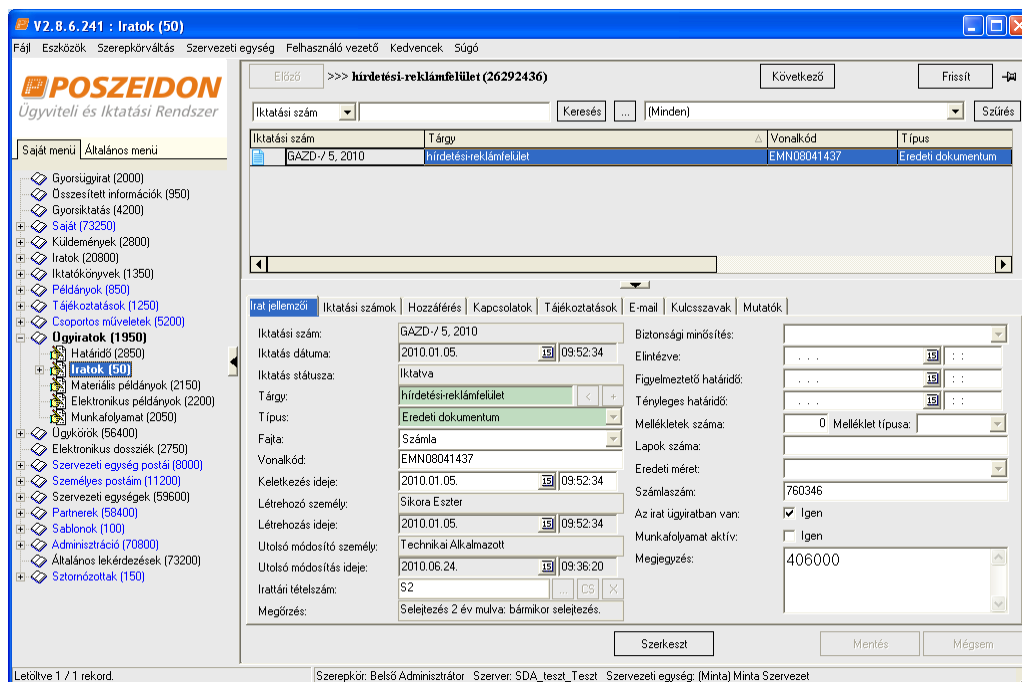 V2.8.6.241 : Iratok (50)
Fájl Eszközök Szerepkörváltás Szervezeti egység Felhasználó vezető Kedvencek Súgó
POSZEIDON
Ügyviteli és Iktatási Rendszer
Saját menü Általános menü
Gyorsügyirat (2000)
Összesített információk (950)
Gyorsiktatás (4200)
Saját (73250)
Küldemények (2800)
Iratok (20800)
Iktatókönyvek (1350)
Példányok (850)
Tájékoztatások (1250)
Csoportos műveletek (5200)
Ügyiratok (1950)
Határidő (2850)
Iratok (50)
Materiális példányok (2150)
Elektronikus példányok (2200)
Munkafolyamat (2050)
Ügykörök (56400)
Elektronikus dossziék (2750)
Szervezeti egység postái (8000)
Személyes postáim (11200)
Szervezeti egységek (59600)
Partnerek (58400)
Sablonok (100)
Adminisztráció (70800)
Általános lekérdezések (73200)
Sztornózottak (150)
Előző >>> hírdetési-reklámfelület (26292436) Következő Frissít
Iktatási szám Keresés ... (Minden) Szűrés
Iktatási szám Tárgy Vonalkód Típus
GAZD-/ 5, 2010 hírdetési-reklámfelület EMN08041437 Eredeti dokumentum
Irat jellemzői Iktatási számok Hozzáférés Kapcsolatok Tájékoztatások E-mail Kulcsszavak Mutatók
Iktatási szám: GAZD-/ 5, 2010
Iktatás dátuma: 2010.01.05. 15 09:52:34
Iktatás státusza: Iktatva
Tárgy: hírdetési-reklámfelület < +
Típus: Eredeti dokumentum
Fajta: Számla
Vonalkód: EMN08041437
Keletkezés ideje: 2010.01.05. 15 09:52:34
Létrehozó személy: Sikora Eszter
Létrehozás ideje: 2010.01.05. 15 09:52:34
Utolsó módosító személy: Technikai Alkalmazott
Utolsó módosítás ideje: 2010.06.24. 15 09:36:20
Irattári tételszám: S2 ... CS X
Megőrzés: Selejtezés 2 év mulva: bármikor selejtezés.
Biztonsági minősítés:
Elintézve: . . . 15 : :
Figyelmeztető határidő: . . . 15 : :
Tényleges határidő: . . . 15 : :
Mellékletek száma: 0 Melléklet típusa:
Lapok száma:
Eredeti méret:
Számlaszám: 760346
Az irat ügyiratban van: Igen
Munkafolyamat aktív: Igen
Megjegyzés: 406000
Szerkeszt Mentés Mégsem
Letöltve 1 / 1 rekord. Szerepkör: Belső Adminisztrátor Szerver: SDA_teszt_Teszt Szervezeti egység: (Minta) Minta Szervezet